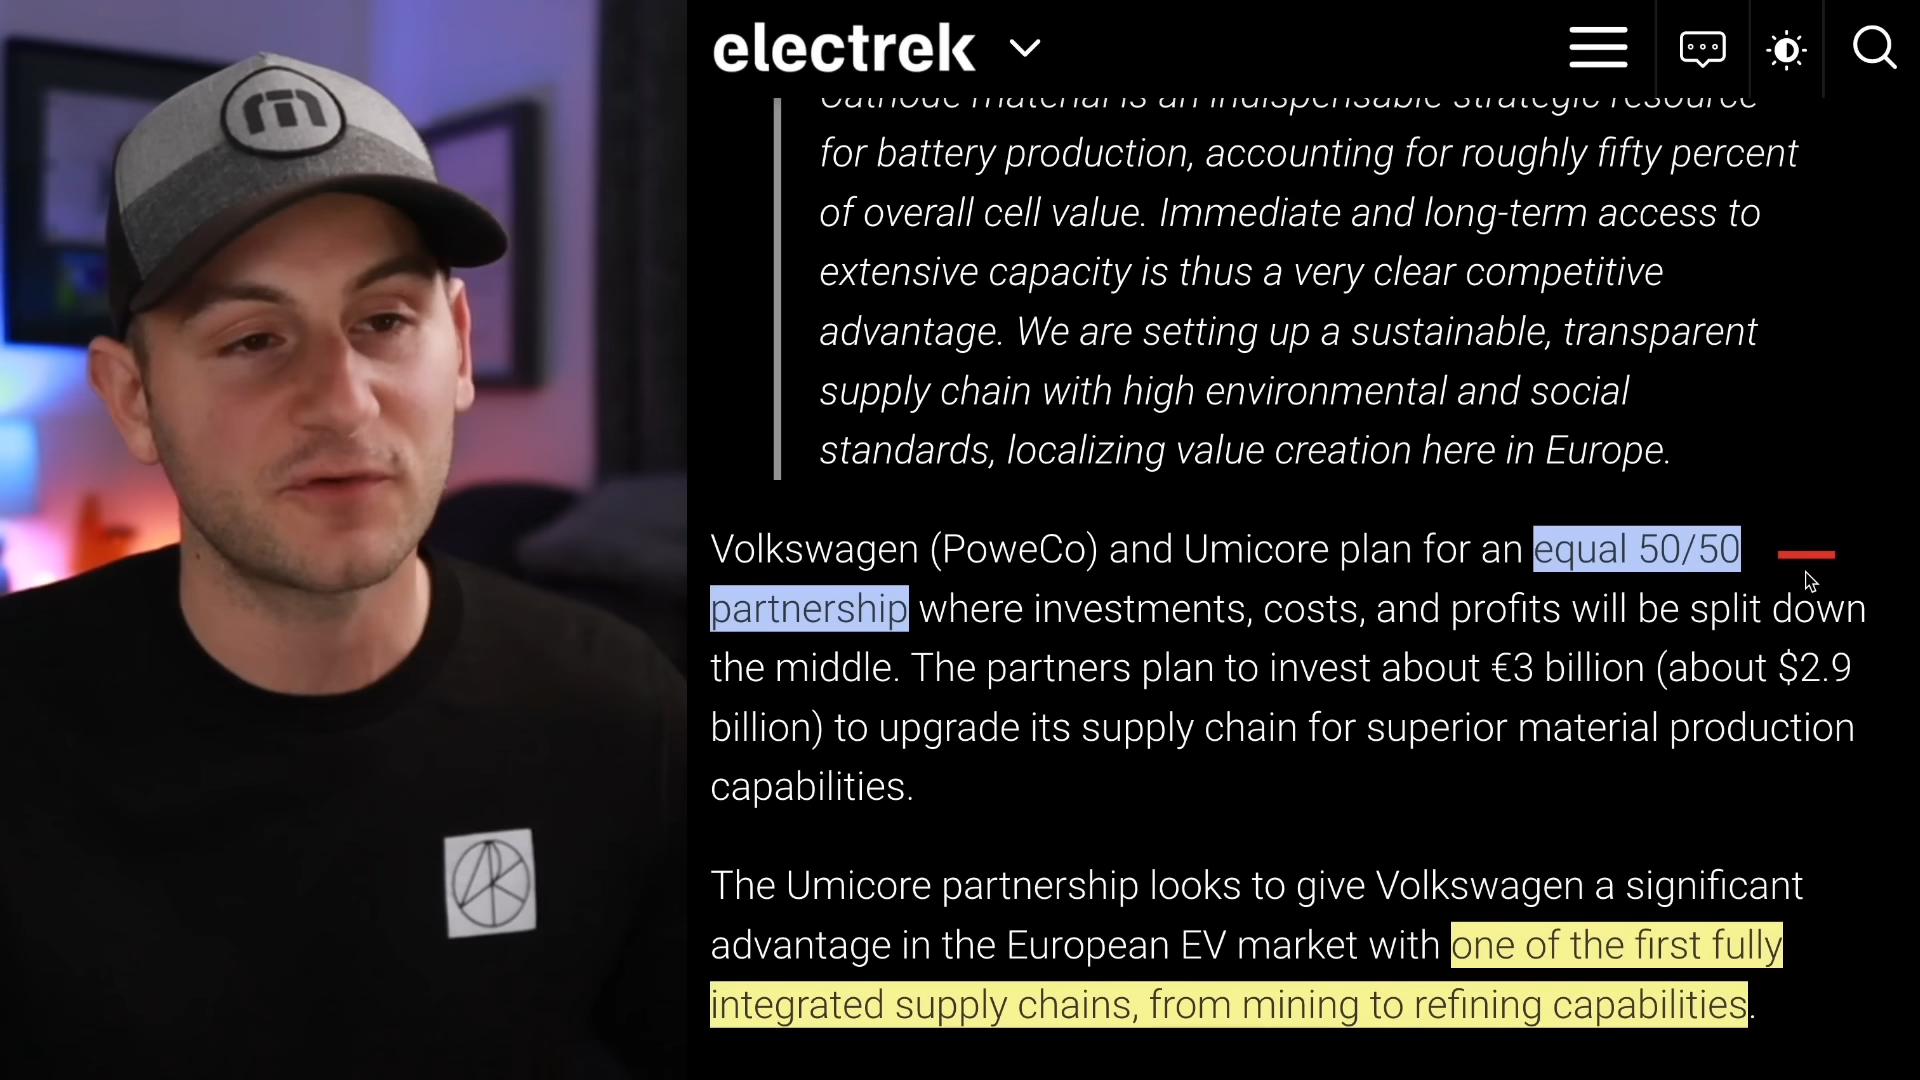 electrek
Cathode material is an indispensable strategic resource
for battery production, accounting for roughly fifty percent
of overall cell value. Immediate and long-term access to
extensive capacity is thus a very clear competitive
advantage. We are setting up a sustainable, transparent
supply chain with high environmental and social
standards, localizing value creation here in Europe.
Volkswagen (PoweCo) and Umicore plan for an equal 50/50
partnership where investments, costs, and profits will be split down
the middle. The partners plan to invest about €3 billion (about $2.9
billion) to upgrade its supply chain for superior material production
capabilities.
The Umicore partnership looks to give Volkswagen a significant
advantage in the European EV market with one of the first fully
integrated supply chains, from mining to refining capabilities.